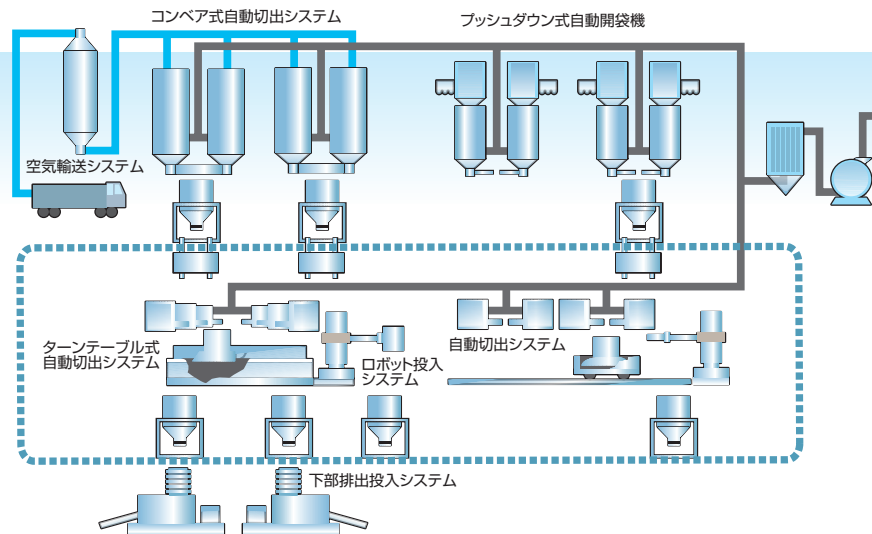 コンベア式自動切出システム
プッシュダウン式自動開袋機
空気輸送システム
ターンテーブル式
自動切出システム
ロボット投入
システム
自動切出システム
下部排出投入システム